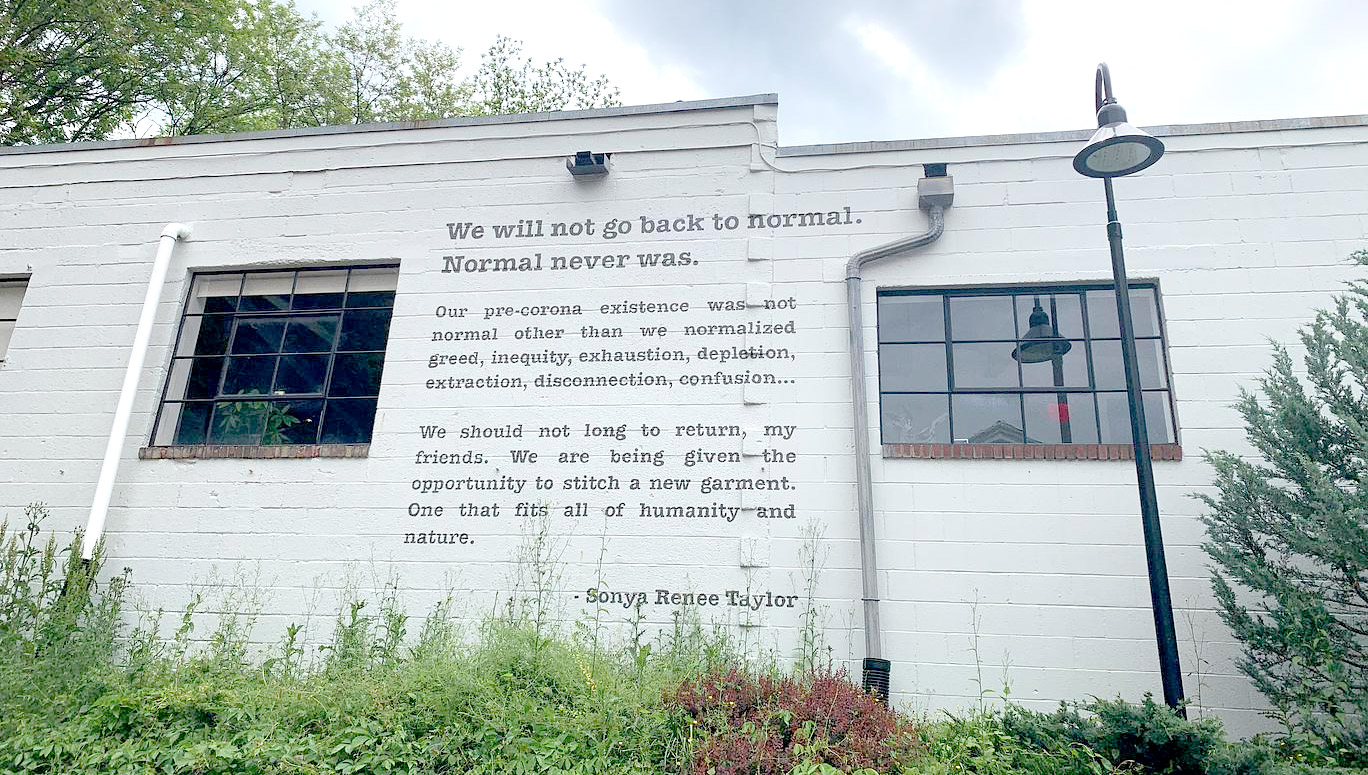 We will not go back to normal.
Normal never was.
Our pre-corona existence was not
normal other than we normalized
greed, inequity, exhaustion, depletion,
extraction, disconnection, confusion...
We should not long to return, my
friends. We are being given the
opportunity to stitch a new garment.
One that fits all of humanity and
nature.
- Sonya Renee Taylor